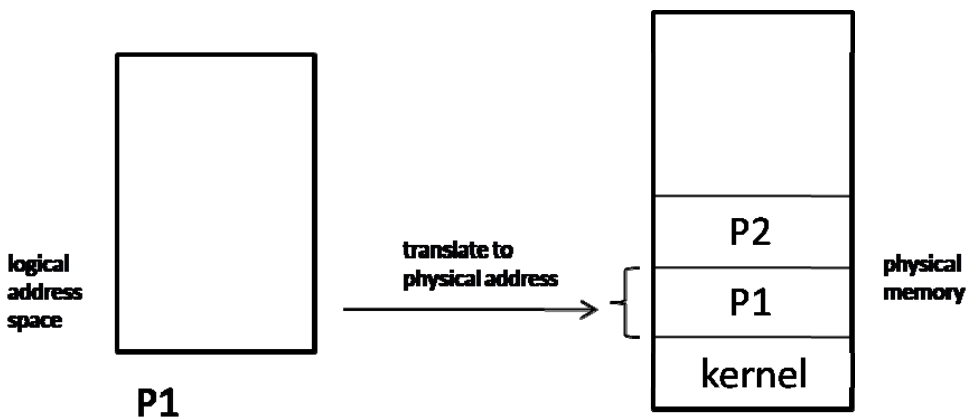 logical
address
space
P1
translate to
physical address
P2
P1
kernel
physical
memory